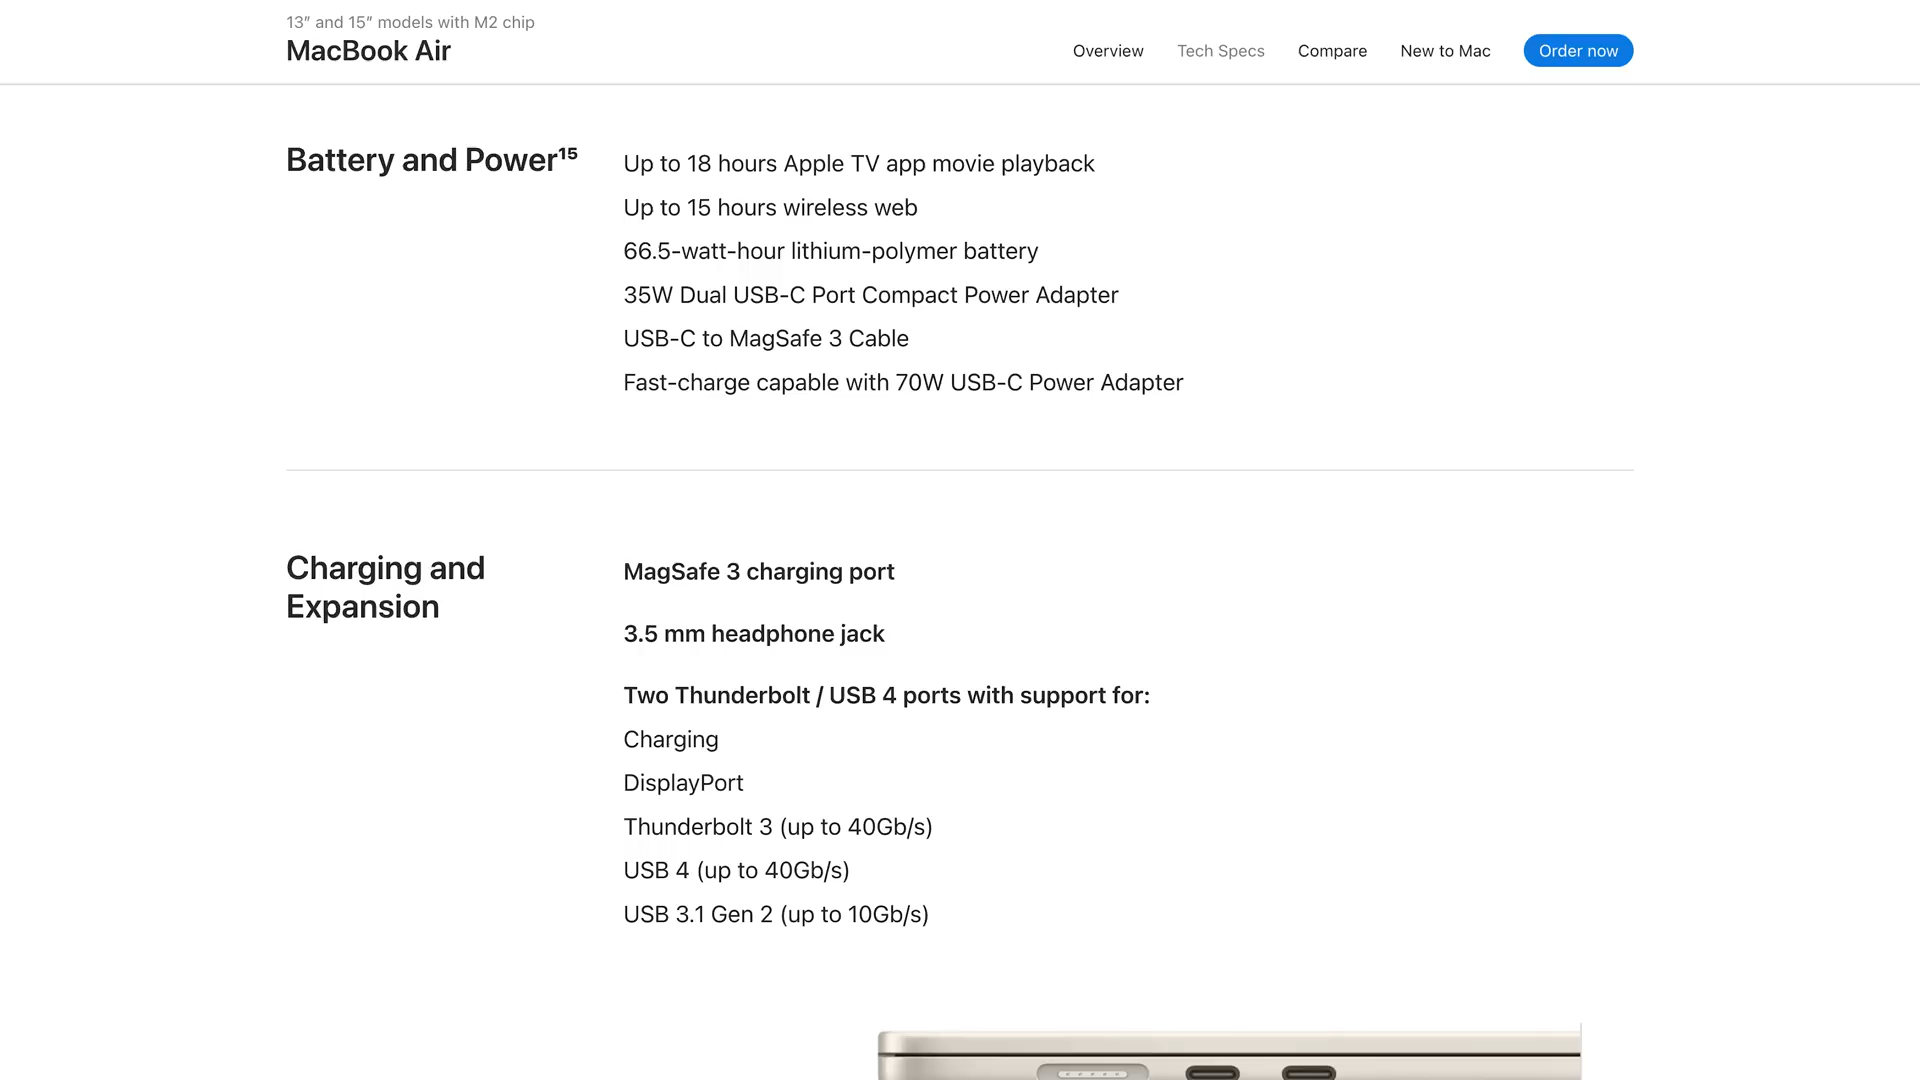 13″ and 15″ models with M2 chip
MacBook Air
Overview
Tech Specs
Compare
New to Mac
Order now
Battery and Power¹⁵
Up to 18 hours Apple TV app movie playback
Up to 15 hours wireless web
66.5-watt-hour lithium-polymer battery
35W Dual USB-C Port Compact Power Adapter
USB-C to MagSafe 3 Cable
Fast-charge capable with 70W USB-C Power Adapter
Charging and
Expansion
MagSafe 3 charging port
3.5 mm headphone jack
Two Thunderbolt / USB 4 ports with support for:
Charging
DisplayPort
Thunderbolt 3 (up to 40Gb/s)
USB 4 (up to 40Gb/s)
USB 3.1 Gen 2 (up to 10Gb/s)